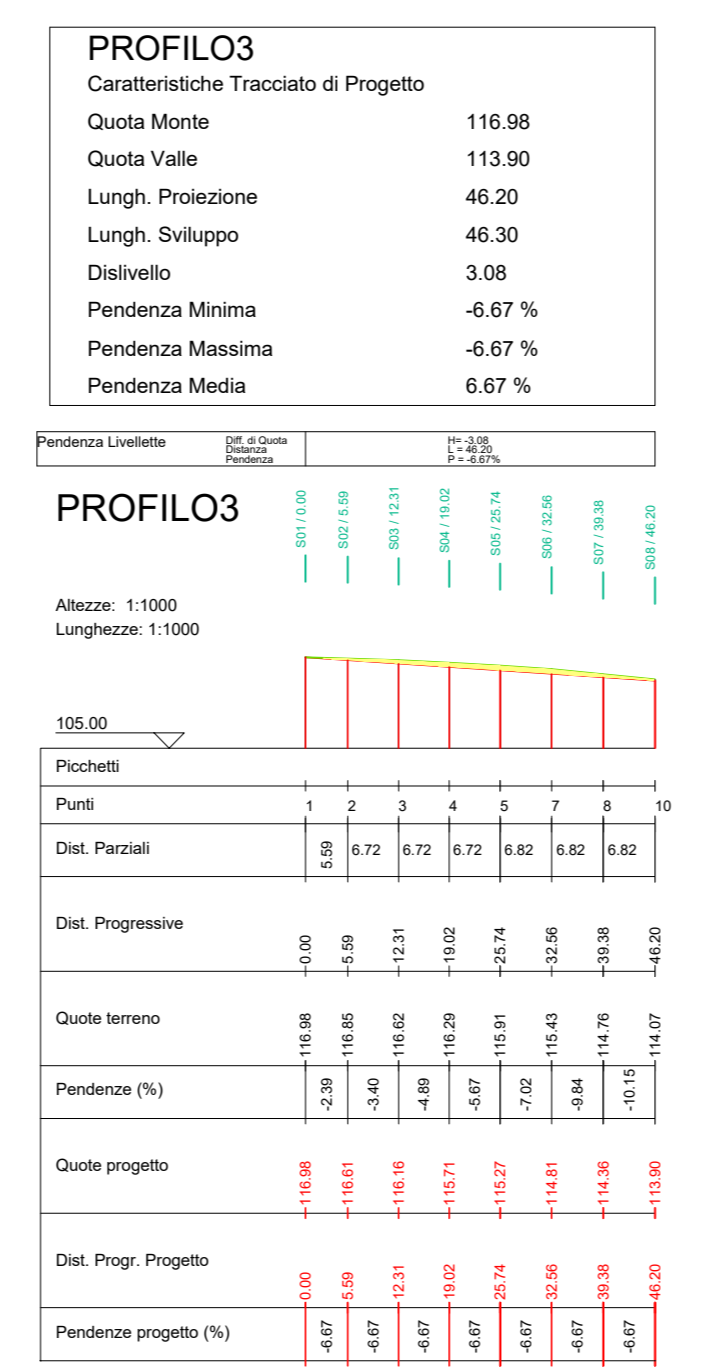 PROFILO3
Caratteristiche Tracciato di Progetto
Quota Monte 116.98
Quota Valle 113.90
Lungh. Proiezione 46.20
Lungh. Sviluppo 46.30
Dislivello 3.08
Pendenza Minima -6.67 %
Pendenza Massima -6.67 %
Pendenza Media 6.67 %
Pendenza Livellette
Diff. di Quota H= -3.08
Distanza L = 46.20
Pendenza P = -6.67%
PROFILO3
S01 / 0.00 S02 / 5.59 S03 / 12.31 S04 / 19.02 S05 / 25.74 S06 / 32.56 S07 / 39.38 S08 / 46.20
Altezze: 1:1000
Lunghezze: 1:1000
105.00
Picchetti
Punti 1 2 3 4 5 7 8 10
Dist. Parziali 5.59 6.72 6.72 6.72 6.82 6.82 6.82
Dist. Progressive 0.00 5.59 12.31 19.02 25.74 32.56 39.38 46.20
Quote terreno 116.98 116.85 116.62 116.29 115.91 115.43 114.76 114.07
Pendenze (%) -2.39 -3.40 -4.89 -5.67 -7.02 -9.84 -10.15
Quote progetto 116.98 116.61 116.16 115.71 115.27 114.81 114.36 113.90
Dist. Progr. Progetto 0.00 5.59 12.31 19.02 25.74 32.56 39.38 46.20
Pendenze progetto (%) -6.67 -6.67 -6.67 -6.67 -6.67 -6.67 -6.67